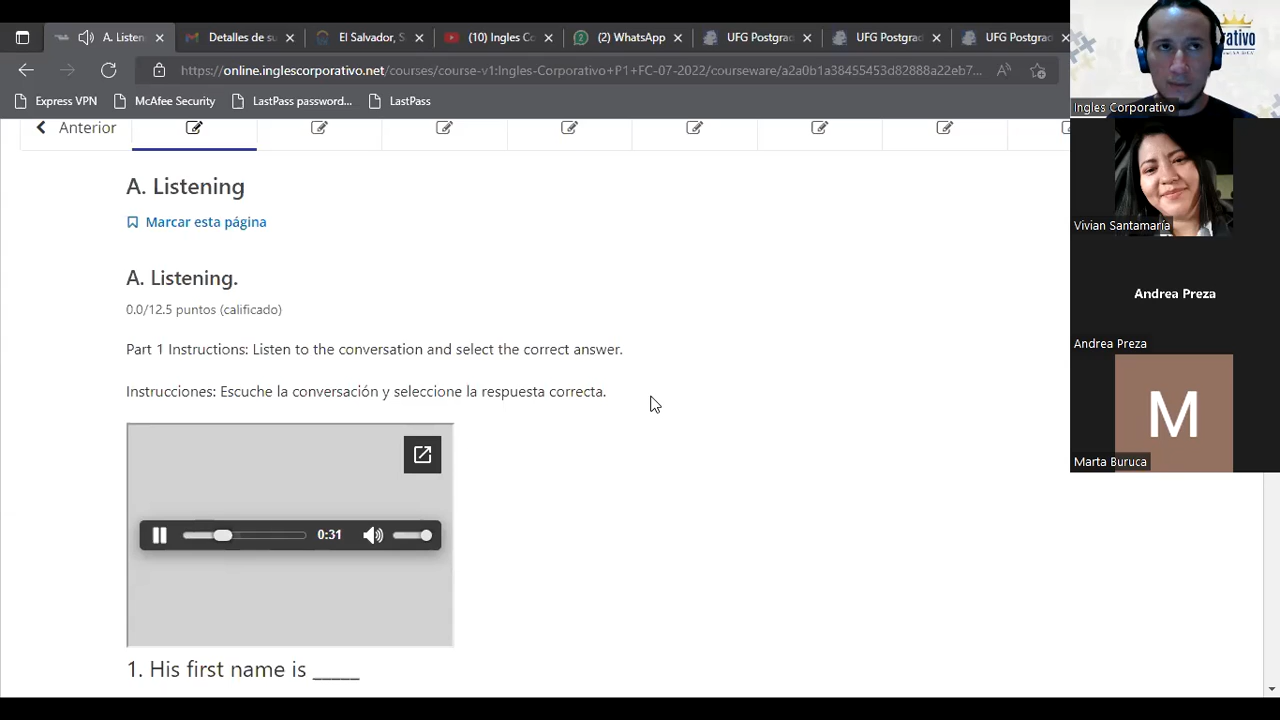 A. Listen
Detalles de su
El Salvador, S
(10) Ingles Co
(2) WhatsApp
UFG Postgrad
UFG Postgrad
UFG Postgrad
https://online.inglescorporativo.net/courses/course-v1:Ingles-Corporativo+P1+FC-07-2022/courseware/a2a0b1a38455453d82888a22eb7...
Express VPN
McAfee Security
LastPass password...
LastPass
Anterior
A. Listening
Marcar esta página
A. Listening.
0.0/12.5 puntos (calificado)
Part 1 Instructions: Listen to the conversation and select the correct answer.
Instrucciones: Escuche la conversación y seleccione la respuesta correcta.
0:31
1. His first name is _____
rativo
Ingles Corporativo
Vivian Santamaría
Andrea Preza
Andrea Preza
M
Marta Buruca